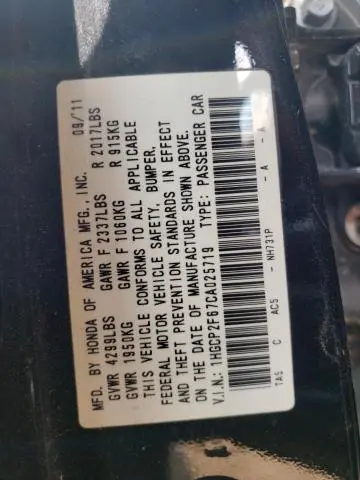 MFD. BY HONDA OF AMERICA MFG., INC. 09/11
GVWR 4299LBS GAWR F 2337LBS R 2017LBS
GVWR 1950KG GAWR F 1060KG R 915KG
THIS VEHICLE CONFORMS TO ALL APPLICABLE
FEDERAL MOTOR VEHICLE SAFETY, BUMPER,
AND THEFT PREVENTION STANDARDS IN EFFECT
ON THE DATE OF MANUFACTURE SHOWN ABOVE.
V.I.N.: 1HGCP2F67CA025719 TYPE: PASSENGER CAR
TA5 C AC5 - NH731P - A - A